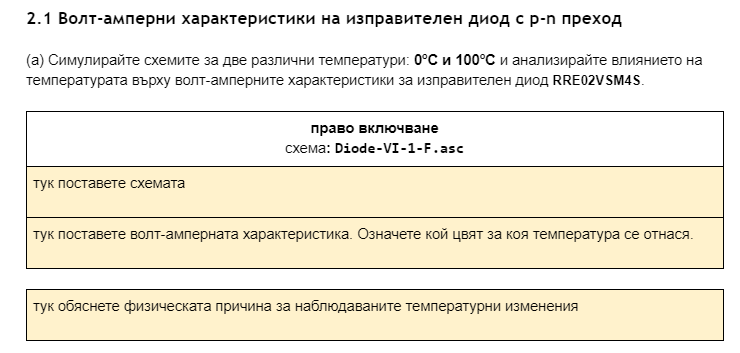 2.1 Волт-амперни характеристики на изправителен диод с p-n преход
(а) Симулирайте схемите за две различни температури: 0ºC и 100ºC и анализирайте влиянието на
температурата върху волт-амперните характеристики за изправителен диод RRE02VSM4S.
право включване
схема: Diode-VI-1-F.asc
тук поставете схемата
тук поставете волт-амперната характеристика. Означете кой цвят за коя температура се отнася.
тук обяснете физическата причина за наблюдаваните температурни изменения